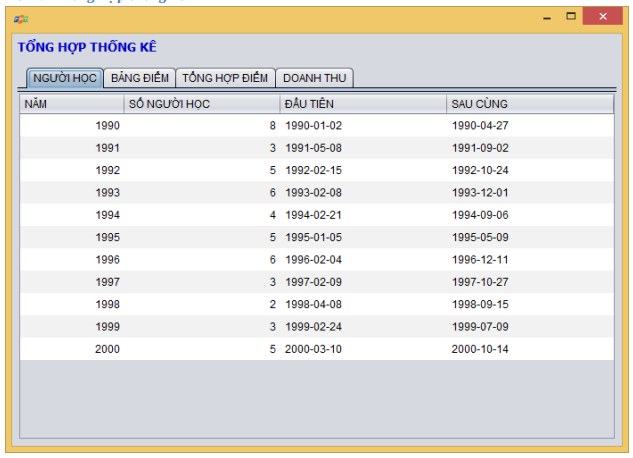 TỔNG HỢP THỐNG KÊ
NGƯỜI HỌC BẢNG ĐIỂM TỔNG HỢP ĐIỂM DOANH THU
NĂM SỐ NGƯỜI HỌC ĐẦU TIÊN SAU CÙNG
1990 8 1990-01-02 1990-04-27
1991 3 1991-05-08 1991-09-02
1992 5 1992-02-15 1992-10-24
1993 6 1993-02-08 1993-12-01
1994 4 1994-02-21 1994-09-06
1995 5 1995-01-05 1995-05-09
1996 6 1996-02-04 1996-12-11
1997 3 1997-02-09 1997-10-27
1998 2 1998-04-08 1998-09-15
1999 3 1999-02-24 1999-07-09
2000 5 2000-03-10 2000-10-14